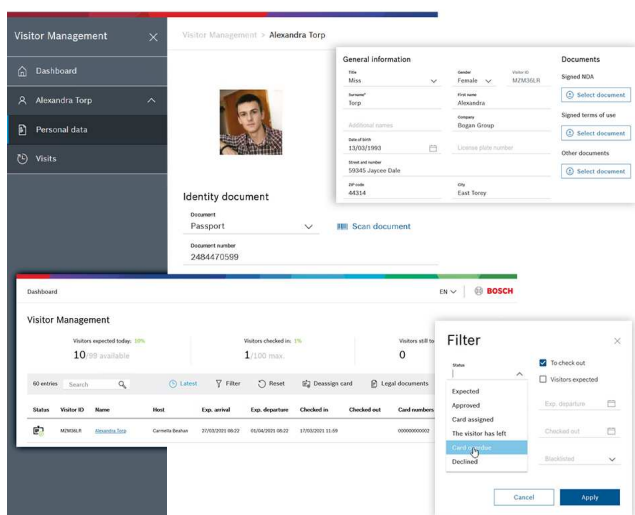 Visitor Management
Dashboard
Alexandra Torp
Personal data
Visits
Visitor Management > Alexandra Torp
Identity document
Document
Passport
Scan document
Document number
2484470599
General information
Title
Miss
Gender
Female
Visitor ID
MZM36LR
Surname*
Torp
First name
Alexandra
Additional names
Company
Bogan Group
Date of birth
13/03/1993
License plate number
Street and number
59345 Jaycee Dale
ZIP code
44314
City
East Torey
Documents
Signed NDA
Select document
Signed terms of use
Select document
Other documents
Select document
Dashboard
EN
BOSCH
Visitor Management
Visitors expected today: 10%
10/99 available
Visitors checked in: 1%
1/100 max.
Visitors still to
0
60 entries
Search
Latest
Filter
Reset
Deassign card
Legal documents
Status Visitor ID Name Host Exp. arrival Exp. departure Checked in Checked out Card numbers
MZM36LR Alexandra Torp Carmella Beahan 27/03/2021 08:22 01/04/2021 08:22 17/03/2021 11:59
Filter
Status
Expected
Approved
Card assigned
The visitor has left
Card number
Declined
To check out
Visitors expected
Exp. departure
Checked out
Blacklisted
Cancel
Apply